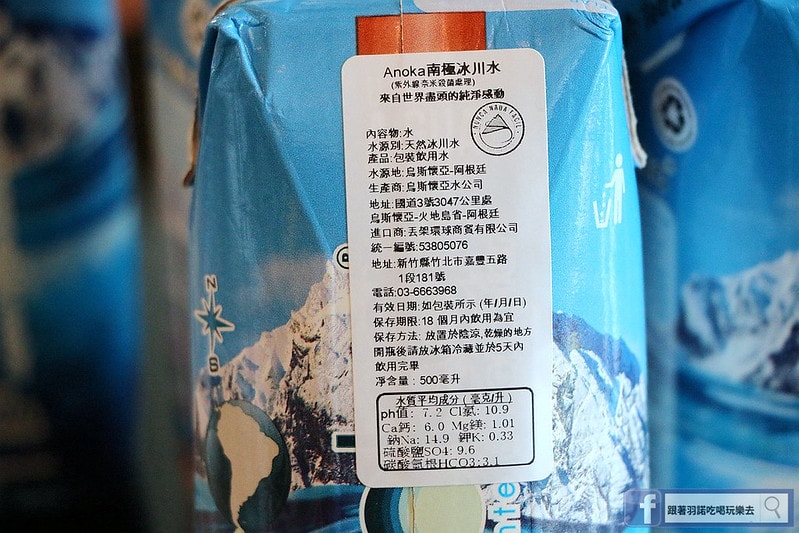 Anoka南極冰川水
(紫外線奈米殺菌處理)
來自世界盡頭的純淨感動
NUNCA NADA FACIL
內容物:水
水源別:天然冰川水
產品:包裝飲用水
水源地:烏斯懷亞-阿根廷
生產商:烏斯懷亞水公司
地址:國道3號3047公里處
烏斯懷亞-火地島省-阿根廷
進口商:丟架環球商貿有限公司
統一編號:53805076
地址:新竹縣竹北市嘉豐五路
1段181號
電話:03-6663968
有效日期:如包裝所示 (年/月/日)
保存期限:18 個月內飲用為宜
保存方法: 放置於陰涼,乾燥的地方
開瓶後請放冰箱冷藏並於5天內
飲用完畢
淨含量：500毫升
水質平均成分 ( 毫克/升 )
ph值: 7.2 Cl氯: 10.9
Ca鈣: 6.0 Mg鎂: 1.01
鈉Na: 14.9 鉀K: 0.33
硫酸鹽SO4: 9.6
碳酸氫根HCO3:3.1
N
S
R
nte
f 跟著羽諾吃喝玩樂去